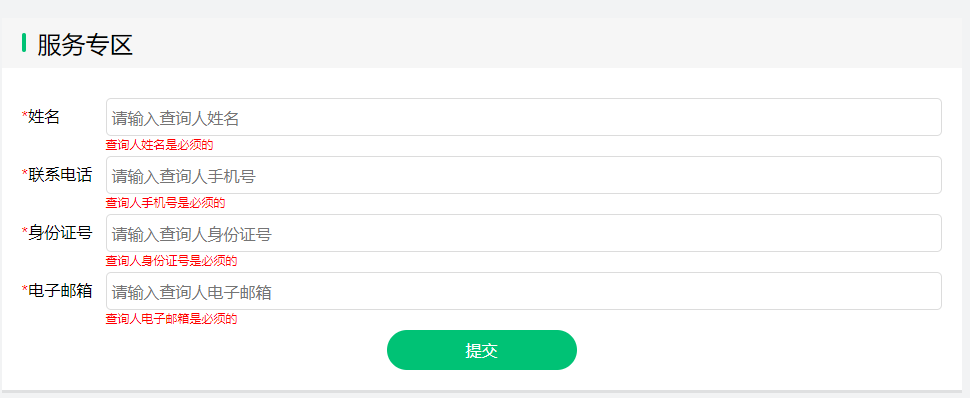 服务专区
*姓名 请输入查询人姓名
查询人姓名是必须的
*联系电话 请输入查询人手机号
查询人手机号是必须的
*身份证号 请输入查询人身份证号
查询人身份证号是必须的
*电子邮箱 请输入查询人电子邮箱
查询人电子邮箱是必须的
提交